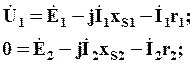 U̇₁ = Ė₁ − jİ₁x_S1 − İ₁r₁;
0 = Ė₂ − jİ₂x_S2 − İ₂r₂;